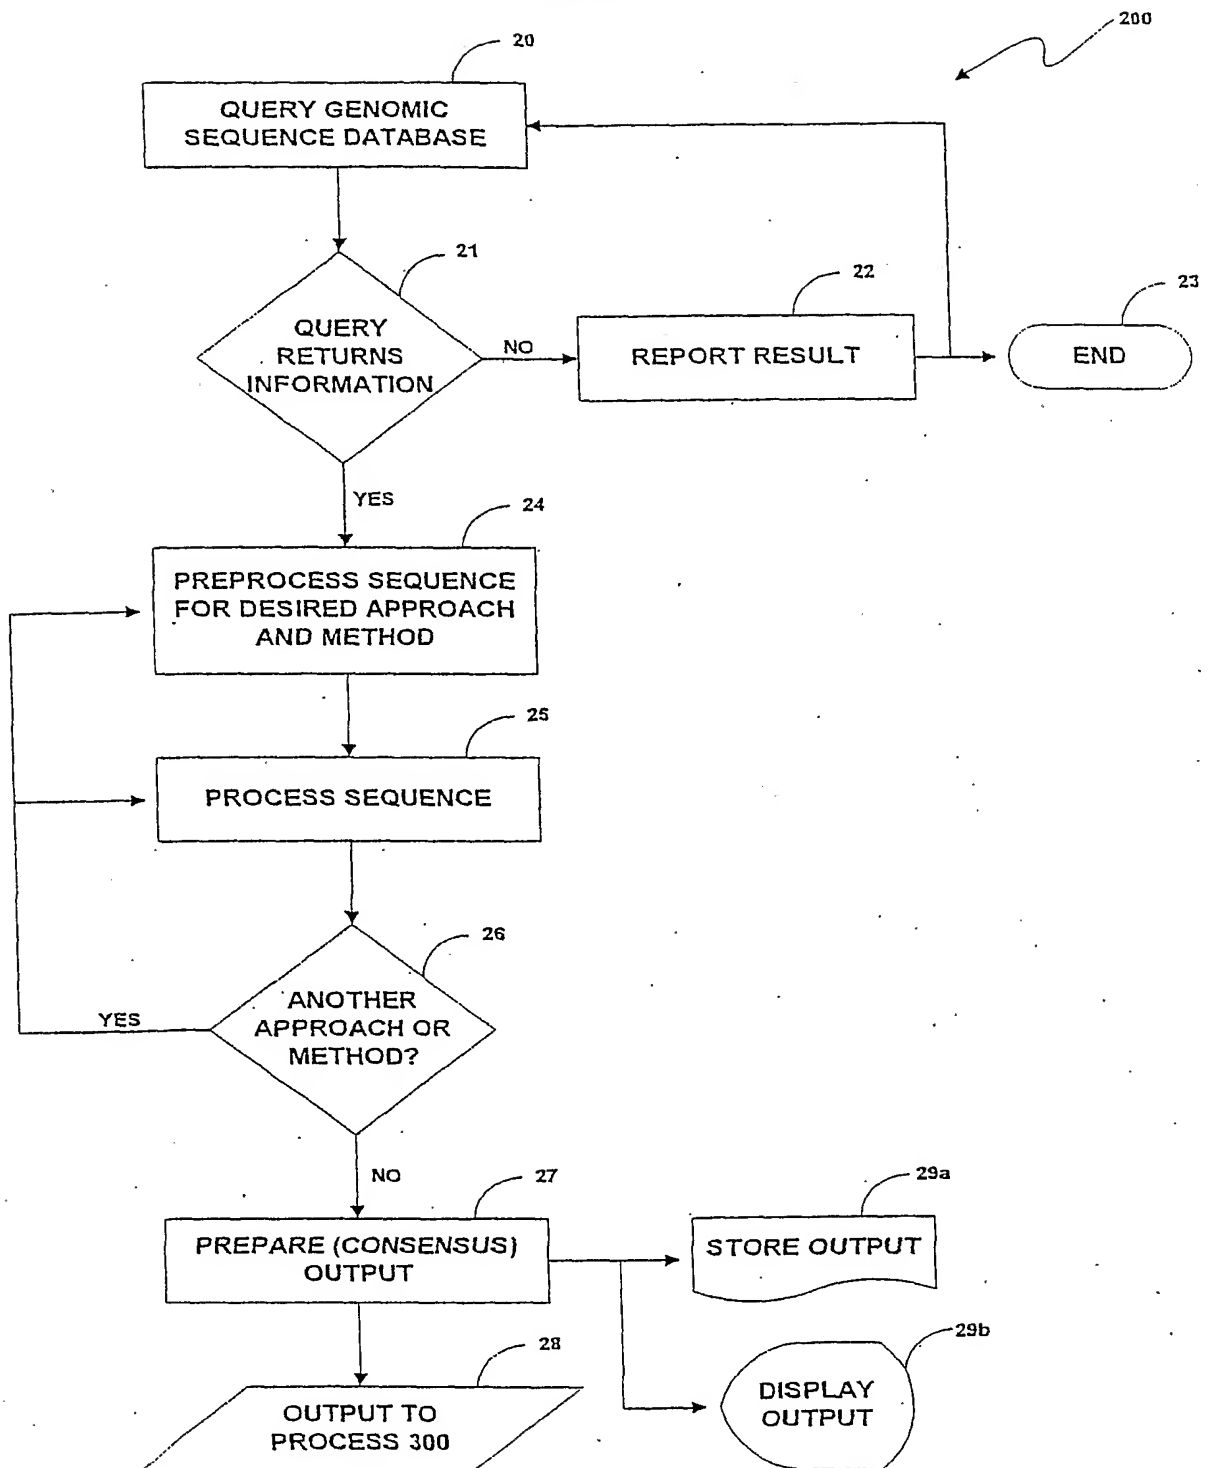 200
20
QUERY GENOMIC
SEQUENCE DATABASE
21
QUERY
RETURNS
INFORMATION
NO
22
REPORT RESULT
23
END
YES
24
PREPROCESS SEQUENCE
FOR DESIRED APPROACH
AND METHOD
25
PROCESS SEQUENCE
26
ANOTHER
APPROACH OR
METHOD?
YES
NO
27
PREPARE (CONSENSUS)
OUTPUT
29a
STORE OUTPUT
28
OUTPUT TO
PROCESS 300
29b
DISPLAY
OUTPUT